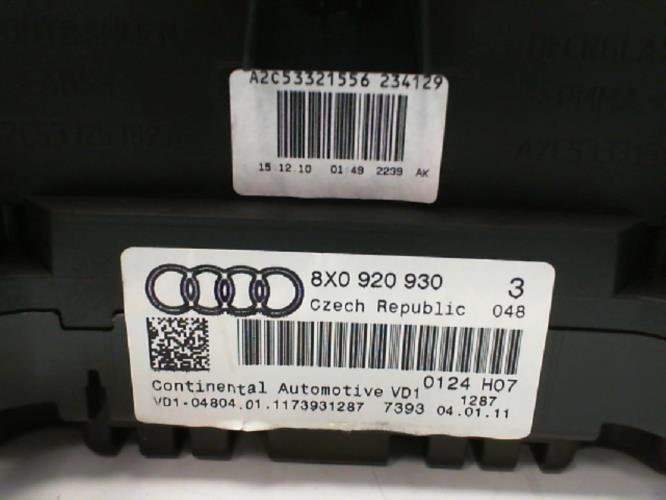 A2C53321556 234129
15.12.10 01:49 2239 AK
8X0 920 930 3
Czech Republic 048
Continental Automotive VD1 0124 H07
1287
VD1-04804.01.1173931287 7393 04.01.11